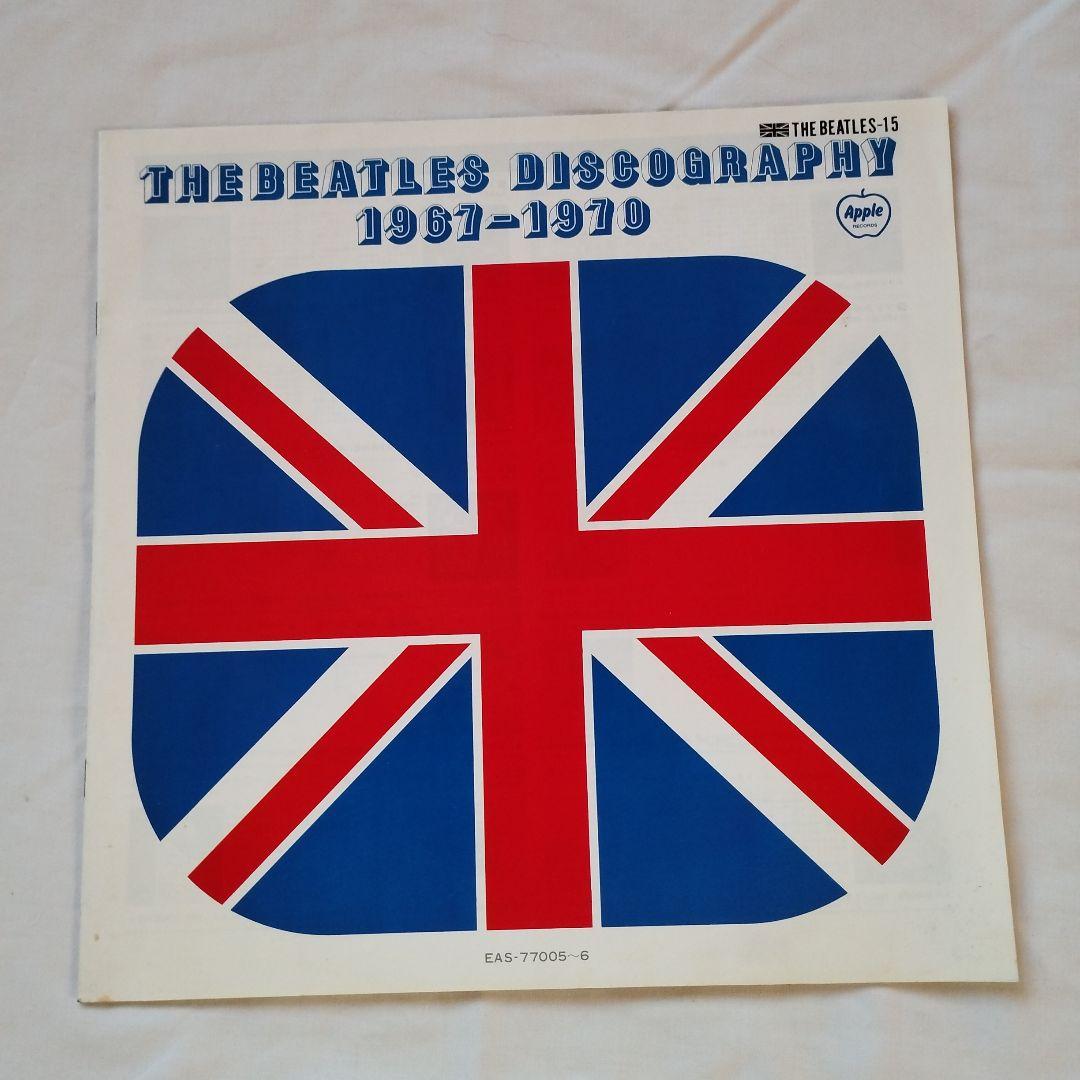 THE BEATLES-15
THE BEATLES DISCOGRAPHY
1967-1970
Apple
RECORDS
EAS-77005~6